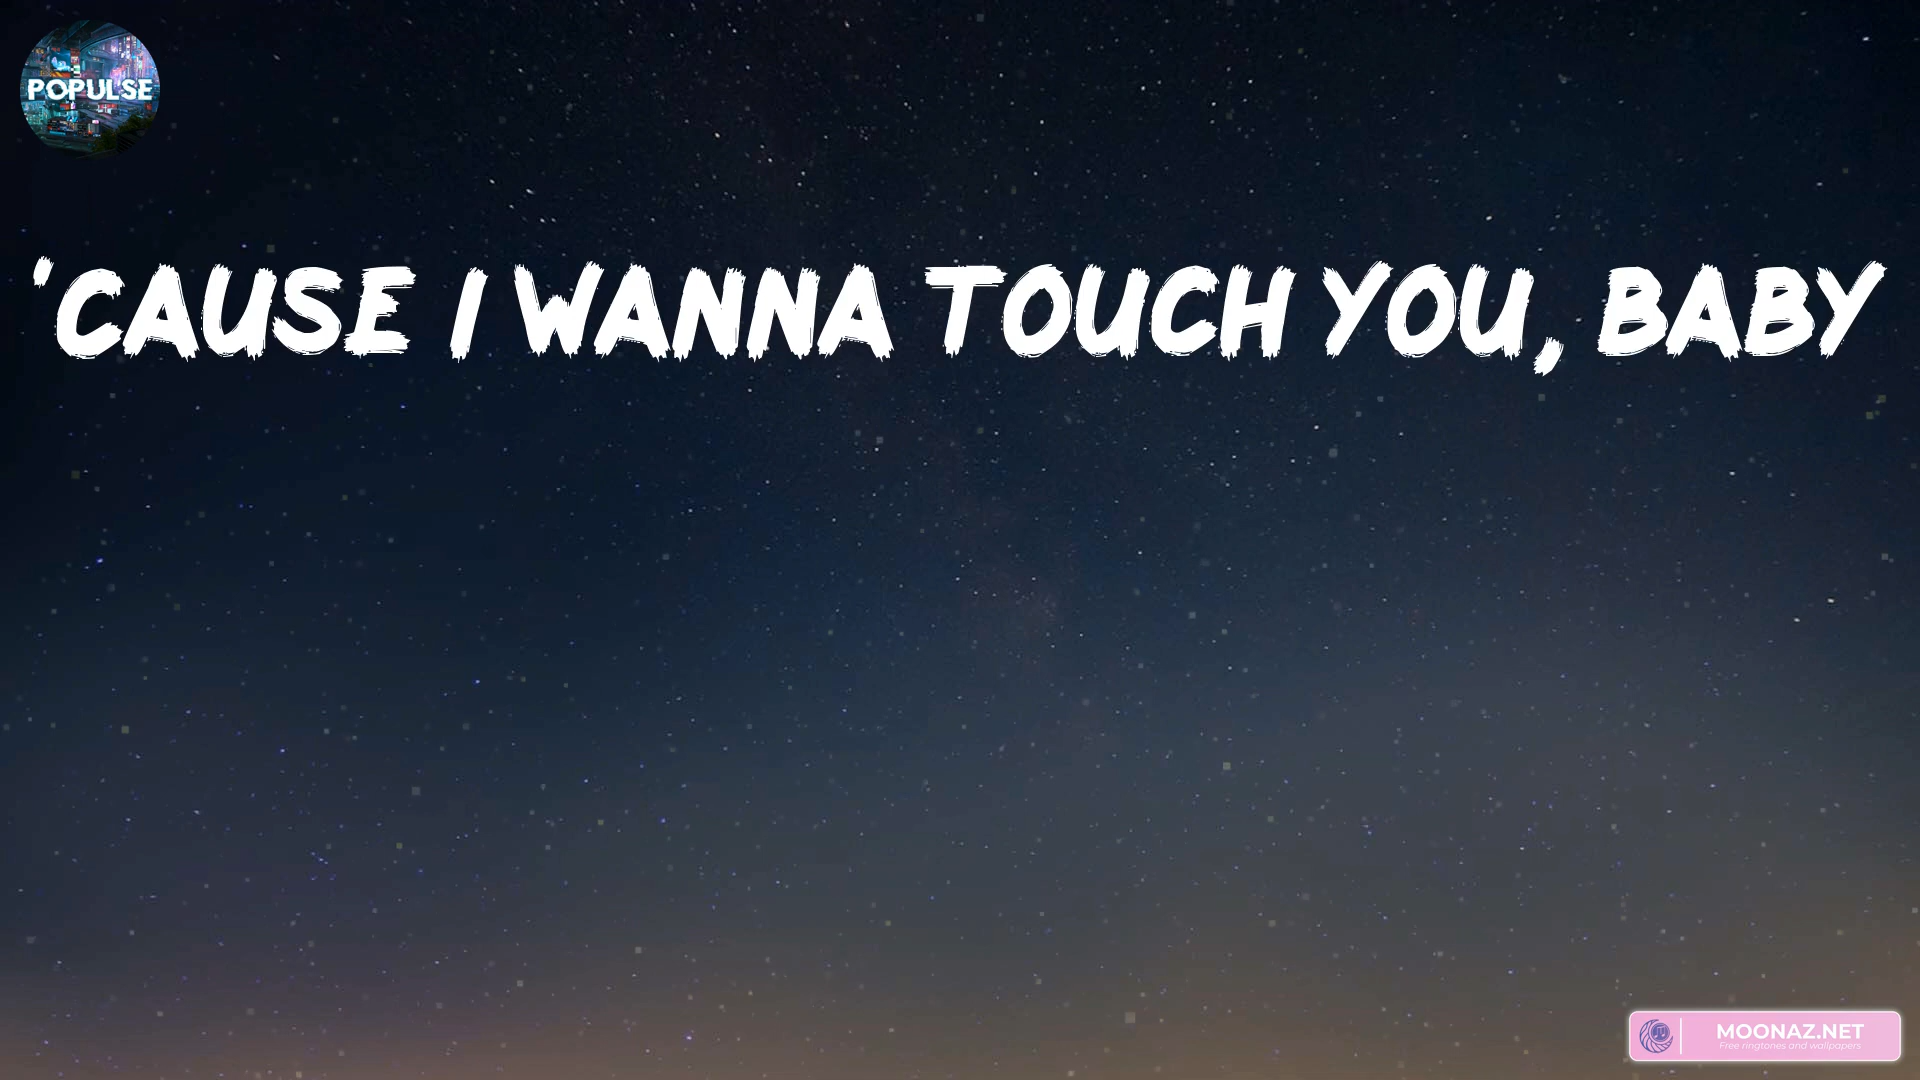 POPULSE
'CAUSE I WANNA TOUCH YOU, BABY
MOONAZ.NET
Free ringtones and wallpapers